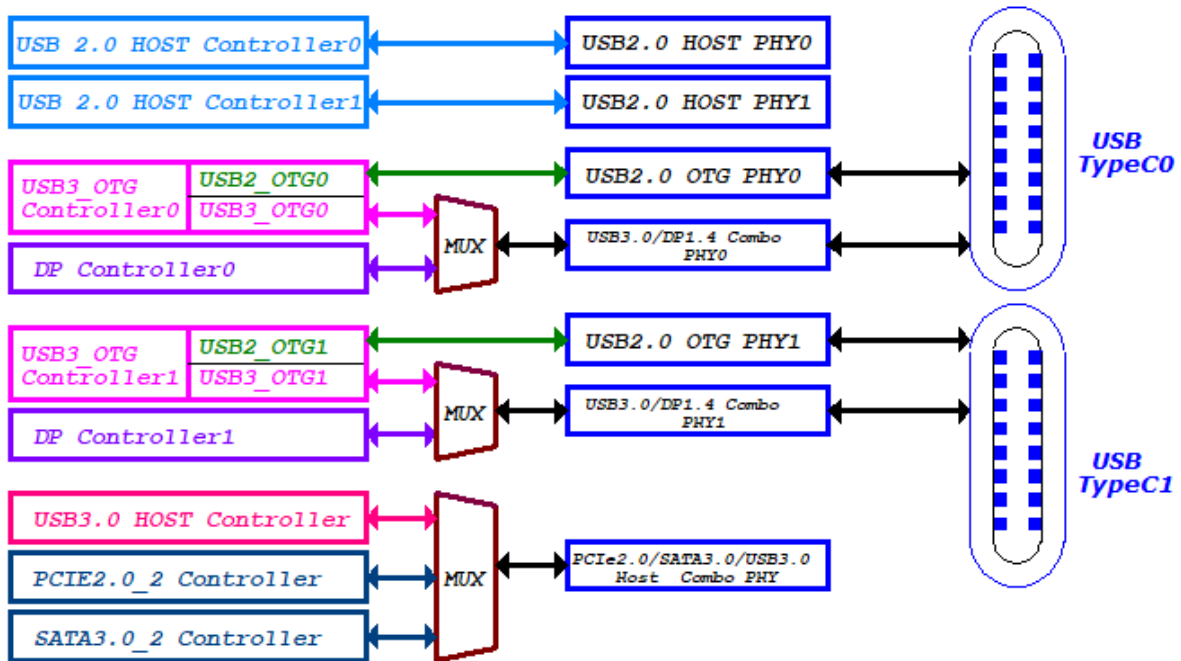 USB 2.0 HOST Controller0
USB2.0 HOST PHY0
USB 2.0 HOST Controller1
USB2.0 HOST PHY1
USB
TypeC0
USB3_OTG
Controller0
USB2_OTG0
USB3_OTG0
USB2.0 OTG PHY0
MUX
USB3.0/DP1.4 Combo
PHY0
DP Controller0
USB3_OTG
Controller1
USB2_OTG1
USB3_OTG1
USB2.0 OTG PHY1
MUX
USB3.0/DP1.4 Combo
PHY1
DP Controller1
USB
TypeC1
USB3.0 HOST Controller
PCIE2.0_2 Controller
SATA3.0_2 Controller
MUX
PCIe2.0/SATA3.0/USB3.0
Host Combo PHY